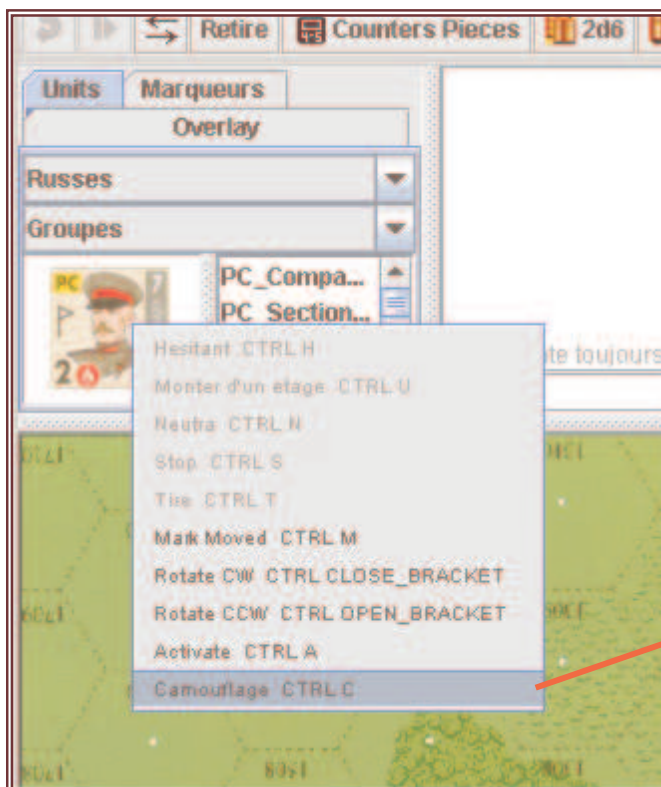 Retire Counters Pieces 2d6
Units Marqueurs
Overlay
Russes
Groupes
PC 7
2 A
PC_Compa...
PC_Section...
Hesitant CTRL H
te toujours
Monter d'un etage CTRL U
Neutra CTRL N
Stop CTRL S
Tire CTRL T
Mark Moved CTRL M
Rotate CW CTRL CLOSE_BRACKET
Rotate CCW CTRL OPEN_BRACKET
Activate CTRL A
Camouflage CTRL C